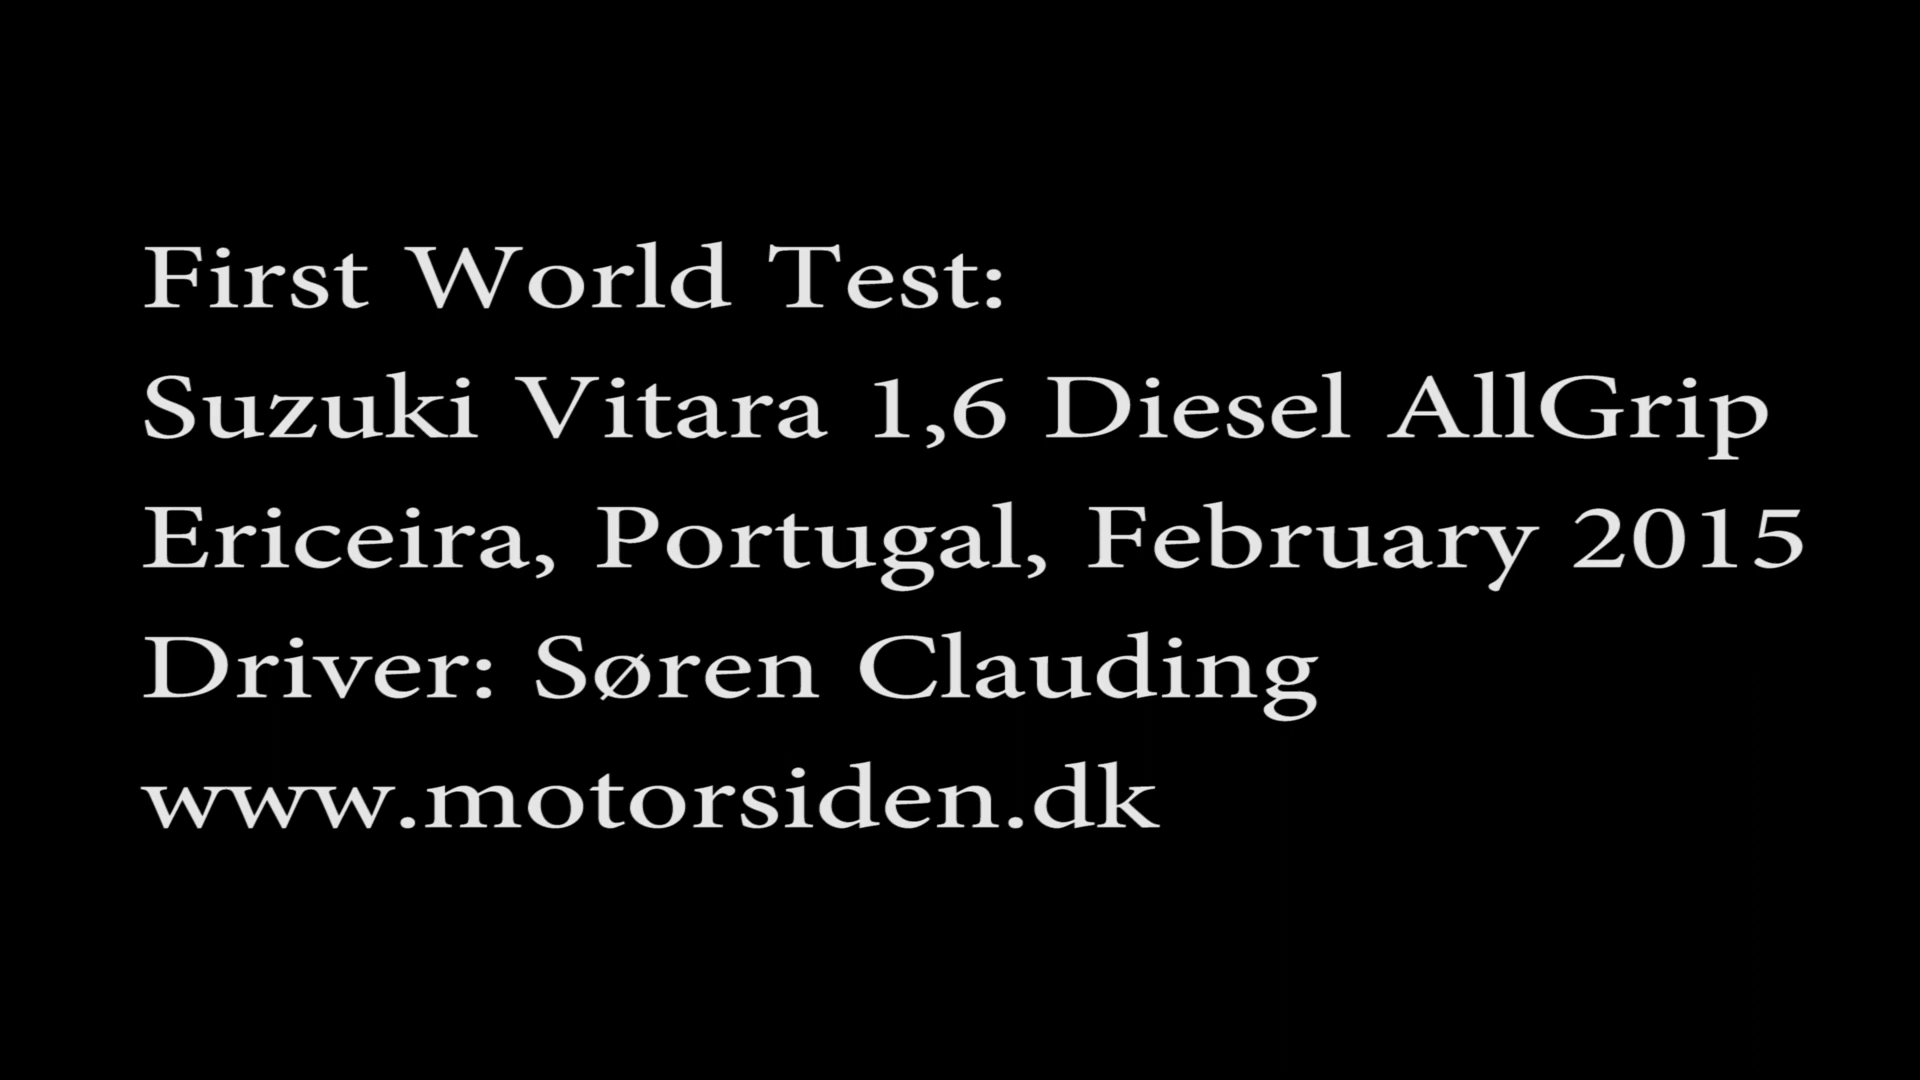 First World Test:
Suzuki Vitara 1,6 Diesel AllGrip
Ericeira, Portugal, February 2015
Driver: Søren Clauding
www.motorsiden.dk